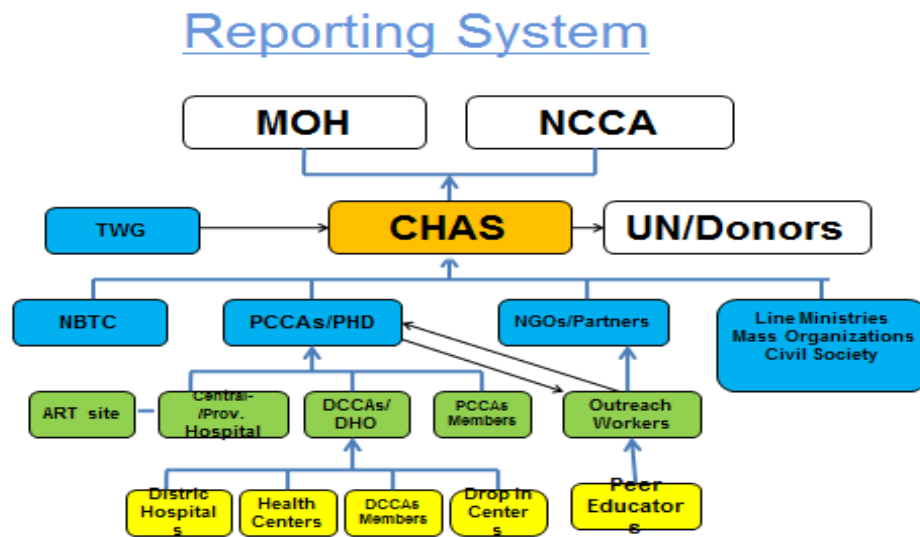 Reporting System
MOH
NCCA
TWG
CHAS
UN/Donors
NBTC
PCCAs/PHD
NGOs/Partners
Line Ministries
Mass Organizations
Civil Society
ART site
Central-
/Prov.
Hospital
DCCAs/
DHO
PCCAs
Members
Outreach
Workers
Distric
Hospital
s
Health
Centers
DCCAs
Members
Drop in
Center
s
Peer
Educator
s